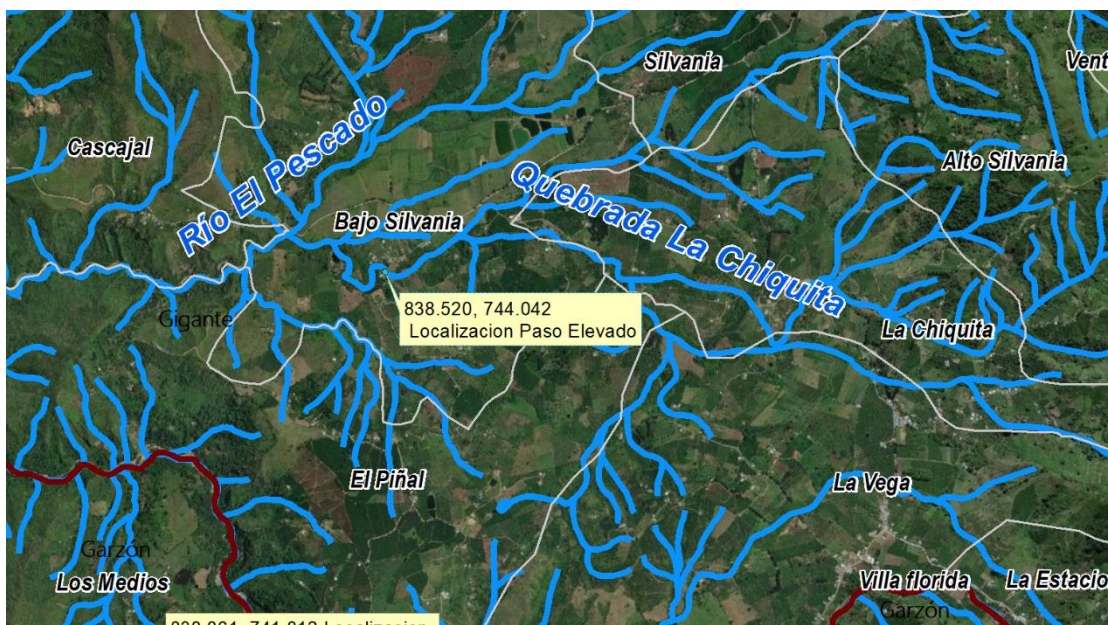 Silvania
Vent
Río El Pescado
Cascajal
Alto Silvania
Quebrada La Chiquita
Bajo Silvania
838.520, 744.042
Localizacion Paso Elevado
Gigante
La Chiquita
El Piñal
La Vega
Garzón
Los Medios
Villa florida
La Estacio
Garzón